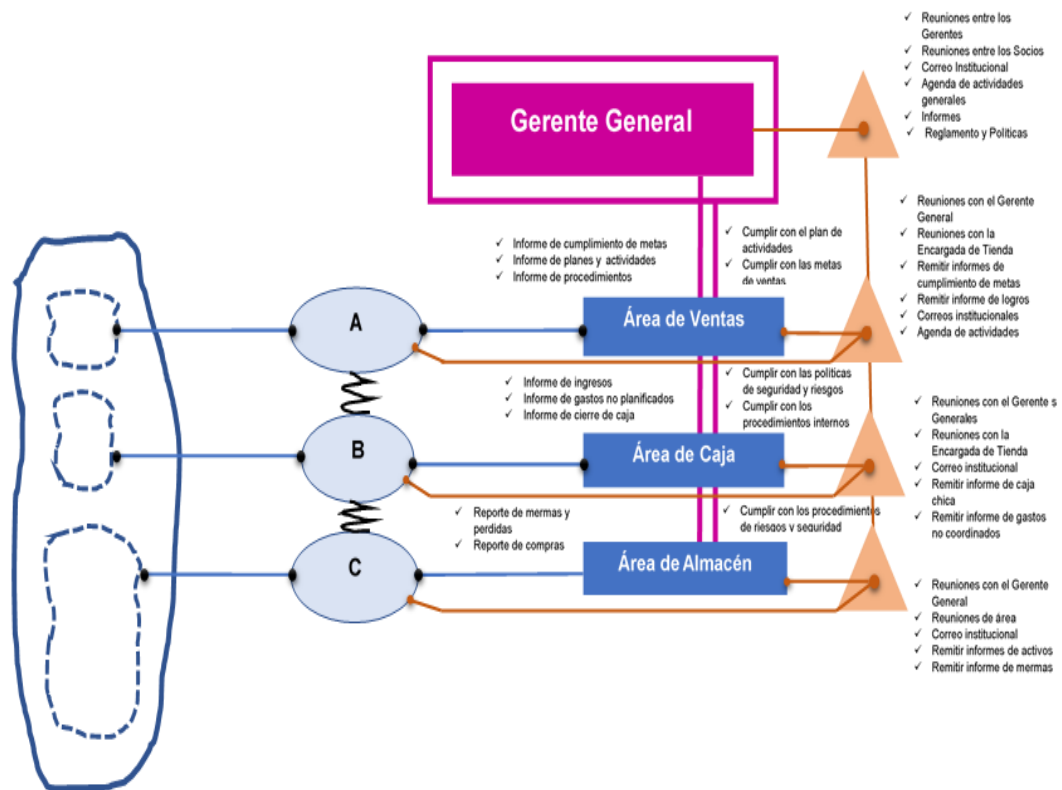 ✓ Reuniones entre los
Gerentes
✓ Reuniones entre los Socios
✓ Correo Institucional
✓ Agenda de actividades
generales
✓ Informes
✓ Reglamento y Políticas
Gerente General
✓ Informe de cumplimiento de metas
✓ Informe de planes y actividades
✓ Informe de procedimientos
✓ Cumplir con el plan de
actividades
✓ Cumplir con las metas
de ventas
✓ Reuniones con el Gerente
General
✓ Reuniones con la
Encargada de Tienda
✓ Remitir informes de
cumplimiento de metas
✓ Remitir informe de logros
✓ Correos institucionales
✓ Agenda de actividades
A
Área de Ventas
✓ Informe de ingresos
✓ Informe de gastos no planificados
✓ Informe de cierre de caja
✓ Cumplir con las políticas
de seguridad y riesgos
✓ Cumplir con los
procedimientos internos
✓ Reuniones con el Gerente s
Generales
✓ Reuniones con la
Encargada de Tienda
✓ Correo institucional
✓ Remitir informe de caja
chica
✓ Remitir informe de gastos
no coordinados
B
Área de Caja
✓ Reporte de mermas y
perdidas
✓ Reporte de compras
✓ Cumplir con los procedimientos
de riesgos y seguridad
C
Área de Almacén
✓ Reuniones con el Gerente
General
✓ Reuniones de área
✓ Correo institucional
✓ Remitir informes de activos
✓ Remitir informe de mermas